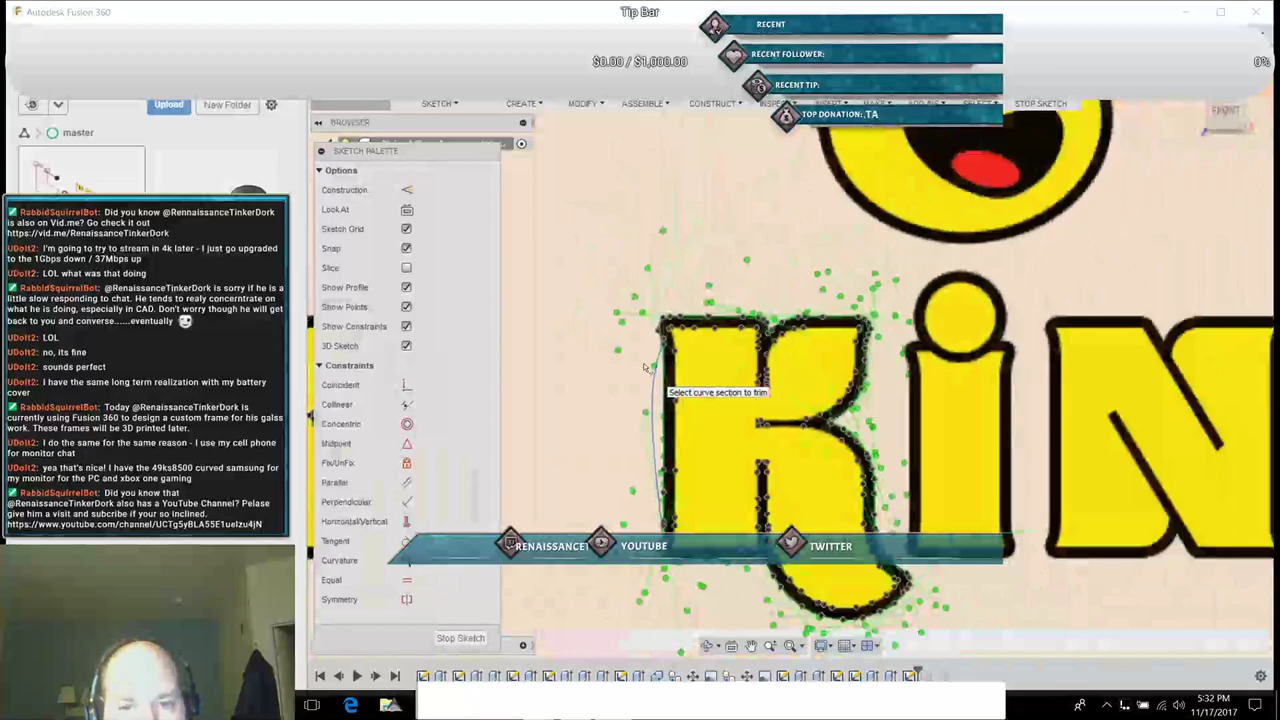 Autodesk Fusion 360
Tip Bar
$0.00 / $1,000.00
0%
RECENT
RECENT FOLLOWER:
RECENT TIP:
TOP DONATION: TA
Upload
New Folder
SKETCH
CREATE
MODIFY
ASSEMBLE
CONSTRUCT
STOP SKETCH
FRONT
master
BROWSER
SKETCH PALETTE
Options
Construction
Look At
Sketch Grid
Snap
Slice
Show Profile
Show Points
Show Constraints
3D Sketch
Constraints
Coincident
Collinear
Concentric
Midpoint
Fix/UnFix
Parallel
Perpendicular
Horizontal/Vertical
Tangent
Curvature
Equal
Symmetry
Stop Sketch
RabbidSquirrelBot: Did you know @RennaissanceTinkerDork
is also on Vid.me? Go check it out
https://vid.me/RenaissanceTinkerDork
UDoIt2: I'm going to try to stream in 4k later - I just go upgraded
to the 1Gbps down / 37Mbps up
UDoIt2: LOL what was that doing
RabbidSquirrelBot: @RenaissanceTinkerDork is sorry if he is a
little slow responding to chat. He tends to realy concerntrate on
what he is doing, especially in CAD. Don't worry though he will get
back to you and converse......eventually
UDoIt2: LOL
UDoIt2: no, its fine
UDoIt2: sounds perfect
UDoIt2: I have the same long term realization with my battery
cover
RabbidSquirrelBot: Today @RenaissanceTinkerDork is
currently using Fusion 360 to design a custom frame for his galss
work. These frames will be 3D printed later.
UDoIt2: I do the same for the same reason - I use my cell phone
for monitor chat
UDoIt2: yea that's nice! I have the 49ks8500 curved samsung for
my monitor for the PC and xbox one gaming
RabbidSquirrelBot: Did you know that
@RenaissanceTinkerDork also has a YouTube Channel? Pelase
give him a visit and subcribe if your so inclined.
https://www.youtube.com/channel/UCTg5yBLA55E1ueIzu4jN
Select curve section to trim
KiN
RENAISSANCET
YOUTUBE
TWITTER
5:32 PM
11/17/2017